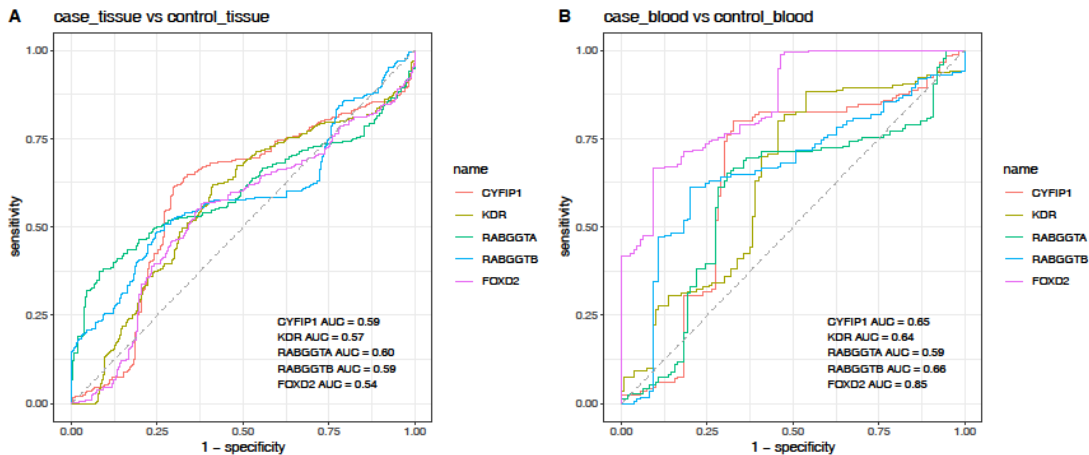 A
case_tissue vs control_tissue
1.00
0.75
0.50
0.25
0.00
sensitivity
0.00
0.25
0.50
0.75
1.00
1 − specificity
CYFIP1 AUC = 0.59
KDR AUC = 0.57
RABGGTA AUC = 0.60
RABGGTB AUC = 0.59
FOXD2 AUC = 0.54
name
CYFIP1
KDR
RABGGTA
RABGGTB
FOXD2
B
case_blood vs control_blood
1.00
0.75
0.50
0.25
0.00
sensitivity
0.00
0.25
0.50
0.75
1.00
1 − specificity
CYFIP1 AUC = 0.65
KDR AUC = 0.64
RABGGTA AUC = 0.59
RABGGTB AUC = 0.66
FOXD2 AUC = 0.85
name
CYFIP1
KDR
RABGGTA
RABGGTB
FOXD2